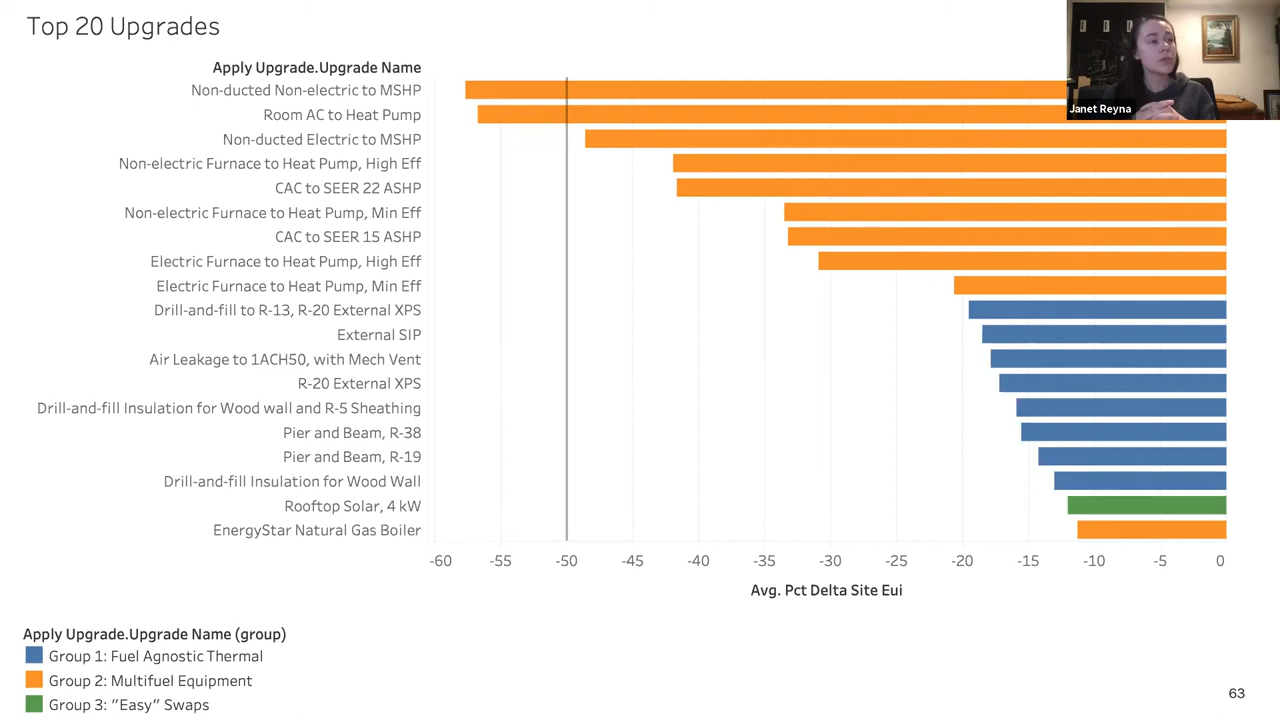 Top 20 Upgrades
Janet Reyna
Apply Upgrade.Upgrade Name
Non-ducted Non-electric to MSHP
Room AC to Heat Pump
Non-ducted Electric to MSHP
Non-electric Furnace to Heat Pump, High Eff
CAC to SEER 22 ASHP
Non-electric Furnace to Heat Pump, Min Eff
CAC to SEER 15 ASHP
Electric Furnace to Heat Pump, High Eff
Electric Furnace to Heat Pump, Min Eff
Drill-and-fill to R-13, R-20 External XPS
External SIP
Air Leakage to 1ACH50, with Mech Vent
R-20 External XPS
Drill-and-fill Insulation for Wood wall and R-5 Sheathing
Pier and Beam, R-38
Pier and Beam, R-19
Drill-and-fill Insulation for Wood Wall
Rooftop Solar, 4 kW
EnergyStar Natural Gas Boiler
-60 -55 -50 -45 -40 -35 -30 -25 -20 -15 -10 -5 0
Avg. Pct Delta Site Eui
Apply Upgrade.Upgrade Name (group)
Group 1: Fuel Agnostic Thermal
Group 2: Multifuel Equipment
Group 3: ”Easy” Swaps
63